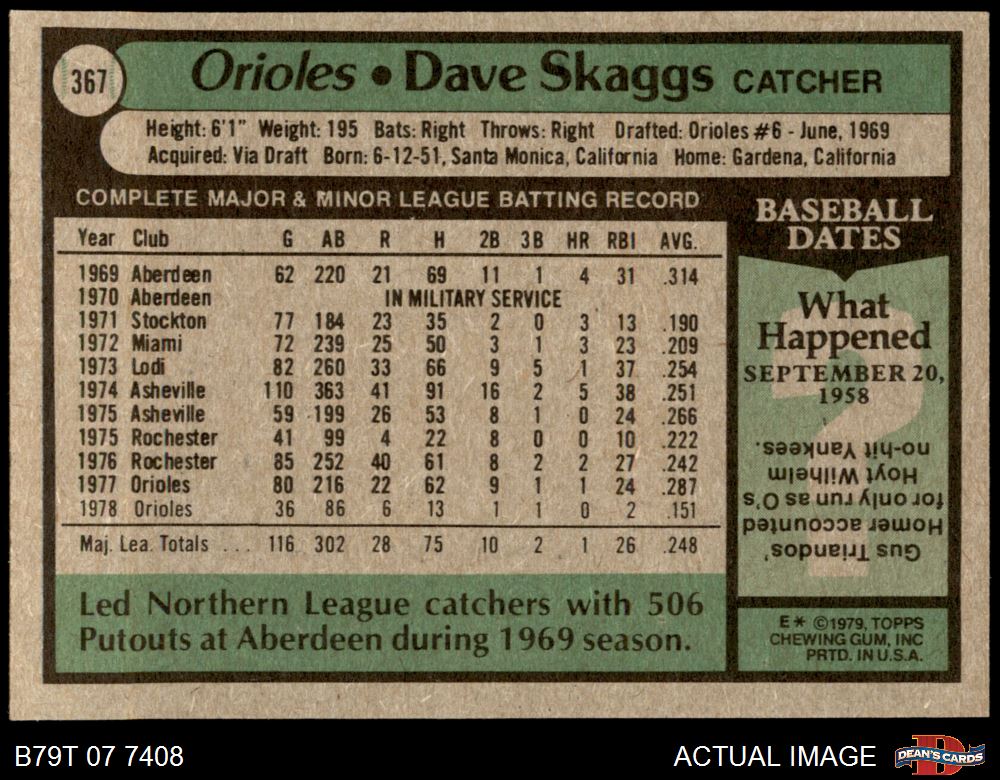 367
Orioles • Dave Skaggs CATCHER
Height: 6'1" Weight: 195 Bats: Right Throws: Right Drafted: Orioles #6 - June, 1969
Acquired: Via Draft Born: 6-12-51, Santa Monica, California Home: Gardena, California
COMPLETE MAJOR & MINOR LEAGUE BATTING RECORD
Year Club G AB R H 2B 3B HR RBI AVG.
1969 Aberdeen 62 220 21 69 11 1 4 31 .314
1970 Aberdeen IN MILITARY SERVICE
1971 Stockton 77 184 23 35 2 0 3 13 .190
1972 Miami 72 239 25 50 3 1 3 23 .209
1973 Lodi 82 260 33 66 9 5 1 37 .254
1974 Asheville 110 363 41 91 16 2 5 38 .251
1975 Asheville 59 199 26 53 8 1 0 24 .266
1975 Rochester 41 99 4 22 8 0 0 10 .222
1976 Rochester 85 252 40 61 8 2 2 27 .242
1977 Orioles 80 216 22 62 9 1 1 24 .287
1978 Orioles 36 86 6 13 1 1 0 2 .151
Maj. Lea. Totals ... 116 302 28 75 10 2 1 26 .248
Led Northern League catchers with 506
Putouts at Aberdeen during 1969 season.
BASEBALL
DATES
What
Happened
SEPTEMBER 20,
1958
Gus Triandos'
Homer accounted
for only run as O's
Hoyt Wilhelm
no-hit Yankees.
E* ©1979, TOPPS
CHEWING GUM, INC
PRTD. IN U.S.A.
B79T 07 7408
ACTUAL IMAGE
D
DEAN'S CARDS